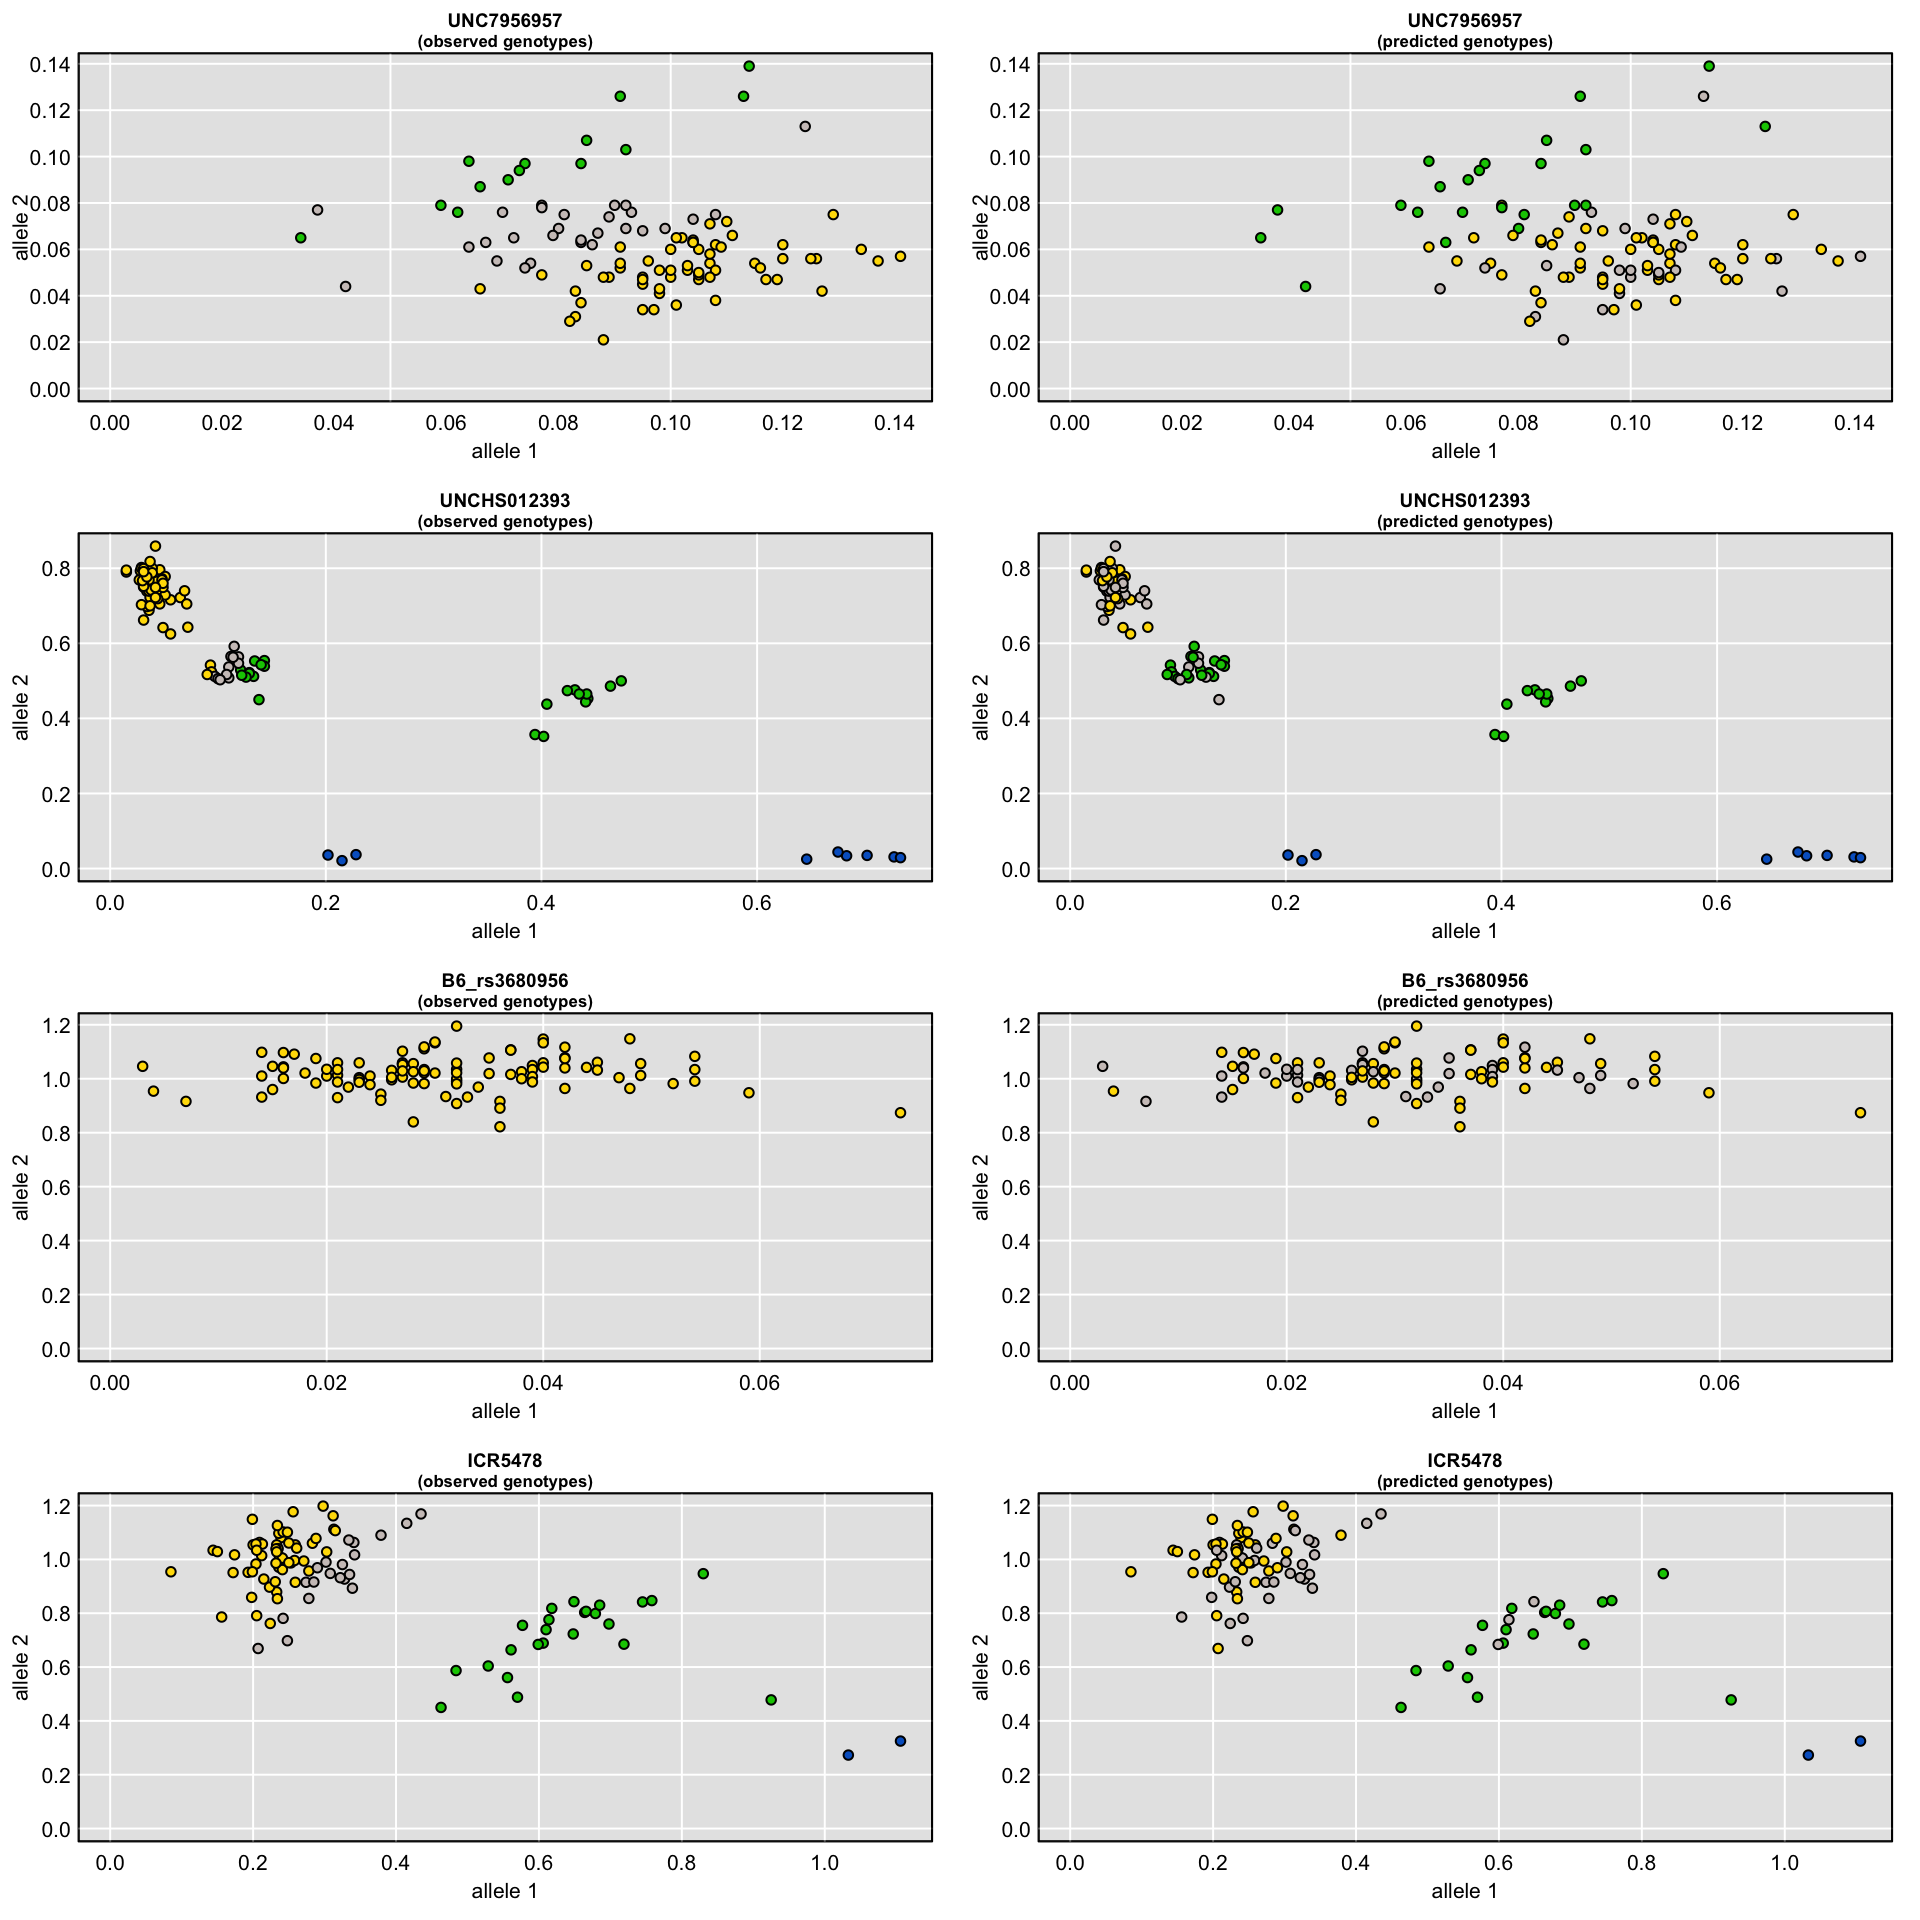 UNC7956957
(observed genotypes)
0.14
0.12
0.10
0.08
0.06
0.04
0.02
0.00
allele 2
0.00 0.02 0.04 0.06 0.08 0.10 0.12 0.14
allele 1
UNC7956957
(predicted genotypes)
0.14
0.12
0.10
0.08
0.06
0.04
0.02
0.00
allele 2
0.00 0.02 0.04 0.06 0.08 0.10 0.12 0.14
allele 1
UNCHS012393
(observed genotypes)
0.8
0.6
0.4
0.2
0.0
allele 2
0.0 0.2 0.4 0.6
allele 1
UNCHS012393
(predicted genotypes)
0.8
0.6
0.4
0.2
0.0
allele 2
0.0 0.2 0.4 0.6
allele 1
B6_rs3680956
(observed genotypes)
1.2
1.0
0.8
0.6
0.4
0.2
0.0
allele 2
0.00 0.02 0.04 0.06
allele 1
B6_rs3680956
(predicted genotypes)
1.2
1.0
0.8
0.6
0.4
0.2
0.0
allele 2
0.00 0.02 0.04 0.06
allele 1
ICR5478
(observed genotypes)
1.2
1.0
0.8
0.6
0.4
0.2
0.0
allele 2
0.0 0.2 0.4 0.6 0.8 1.0
allele 1
ICR5478
(predicted genotypes)
1.2
1.0
0.8
0.6
0.4
0.2
0.0
allele 2
0.0 0.2 0.4 0.6 0.8 1.0
allele 1